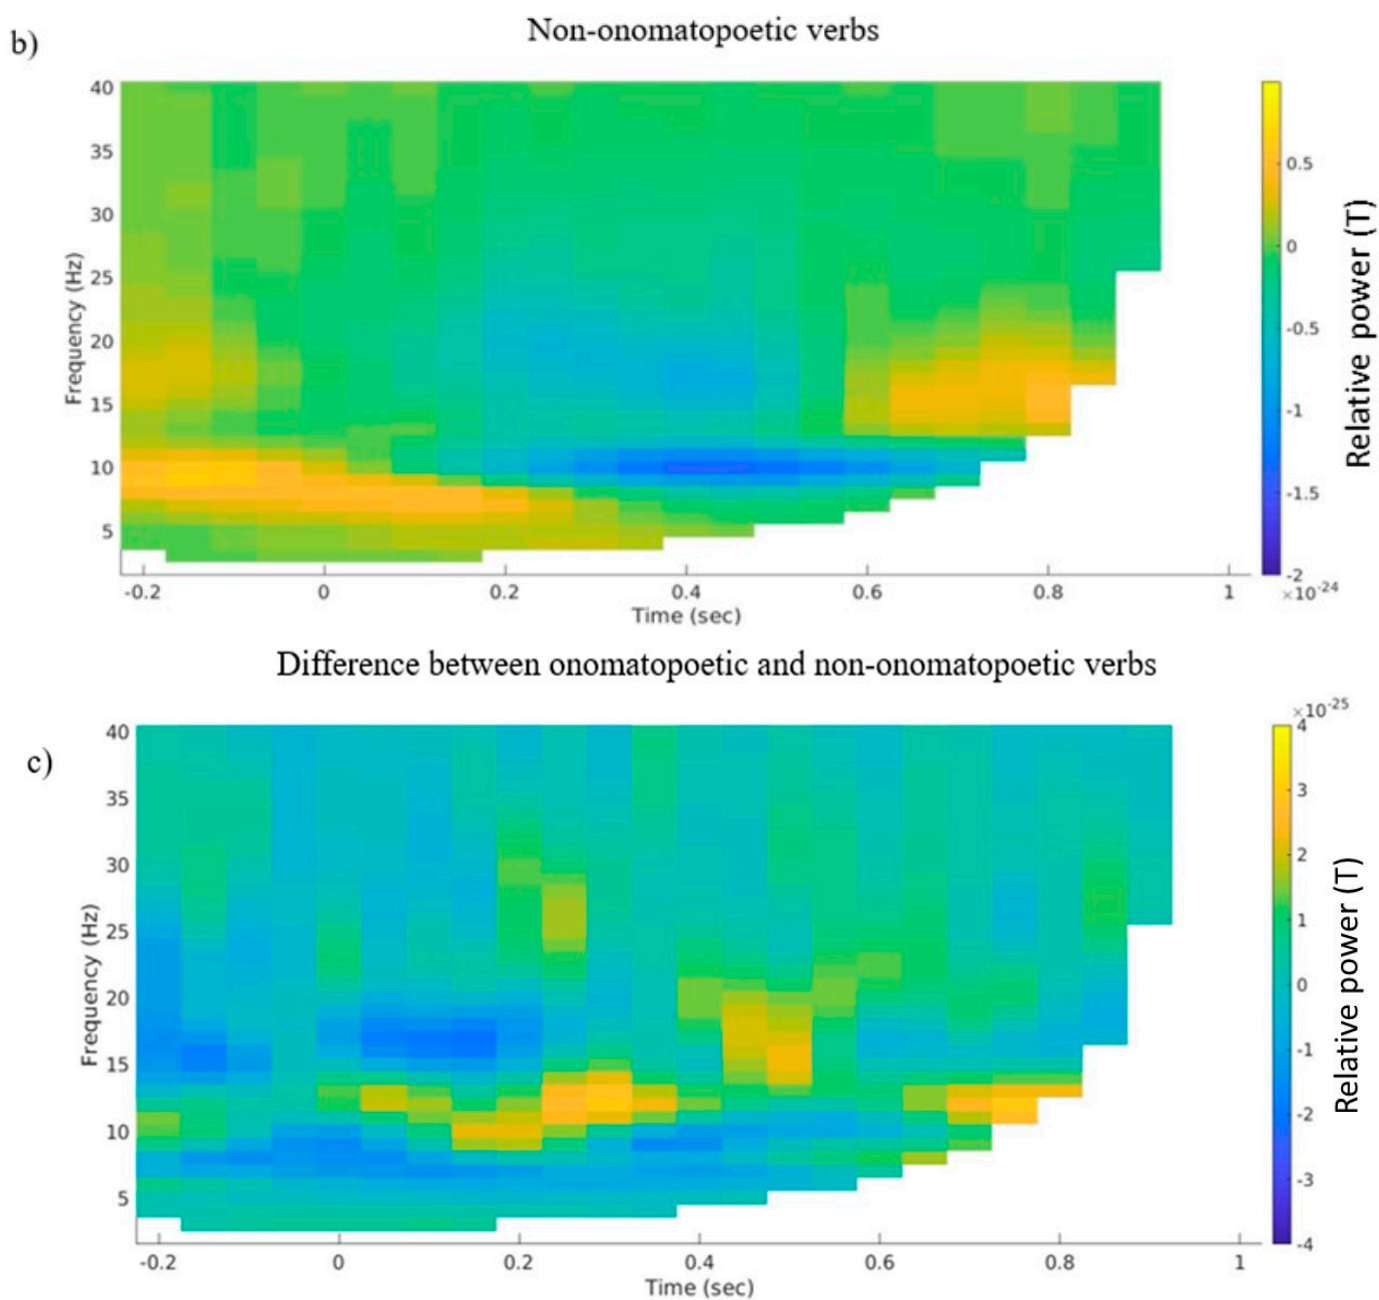 b)
Non-onomatopoetic verbs
40
35
30
25
20
15
10
5
Frequency (Hz)
-0.2 0 0.2 0.4 0.6 0.8 1
Time (sec)
0.5
0
-0.5
-1
-1.5
-2
×10-24
Relative power (T)
Difference between onomatopoetic and non-onomatopoetic verbs
c)
40
35
30
25
20
15
10
5
Frequency (Hz)
-0.2 0 0.2 0.4 0.6 0.8 1
Time (sec)
×10-25
4
3
2
1
0
-1
-2
-3
-4
Relative power (T)